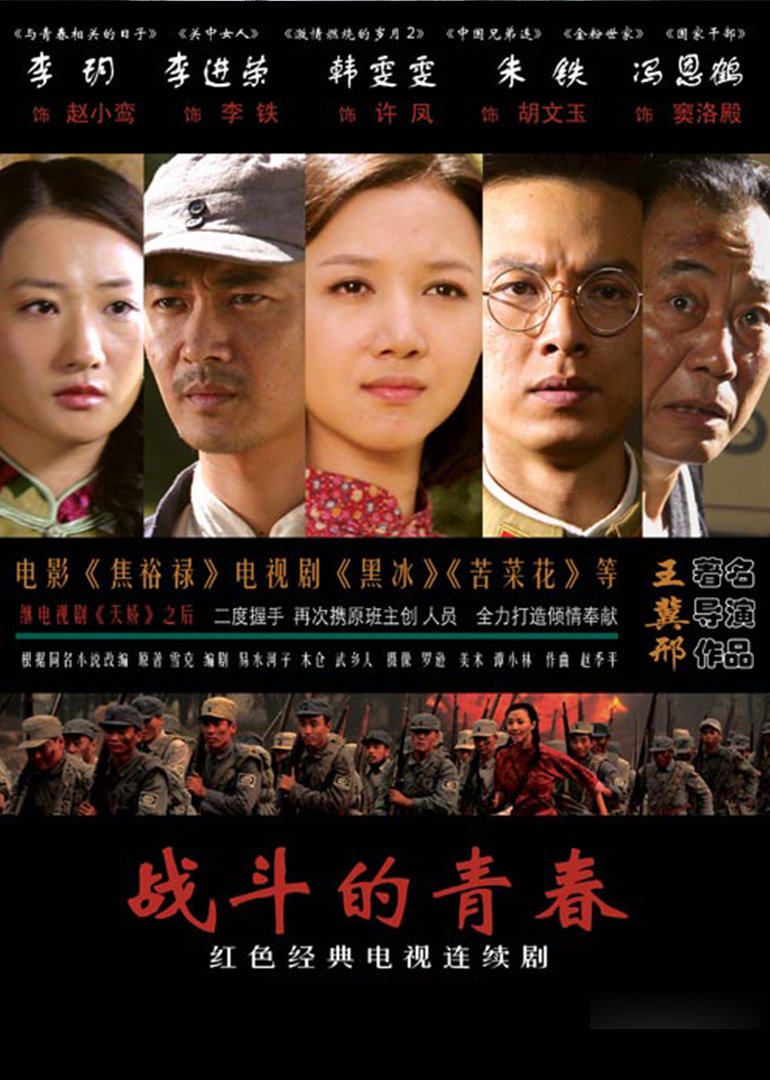 《与青春相关的日子》 《关中女人》 《激情燃烧的岁月2》 《中国兄弟连》 《金粉世家》 《国家干部》
李玥 李进荣 韩雯雯 朱铁 冯恩鹤
饰 赵小鸾 饰 李铁 饰 许凤 饰 胡文玉 饰 窦洛殿
电影《焦裕禄》电视剧《黑冰》《苦菜花》等
继电视剧《天娇》之后 二度握手 再次携原班主创人员 全力打造倾情奉献
根据同名小说改编 原著 雪克 编剧 易水河子 木仓 武乡人 摄像 罗逊 美术 谭小林 作曲 赵季平
王冀邢
著名
导演
作品
战斗的青春
红色经典电视连续剧